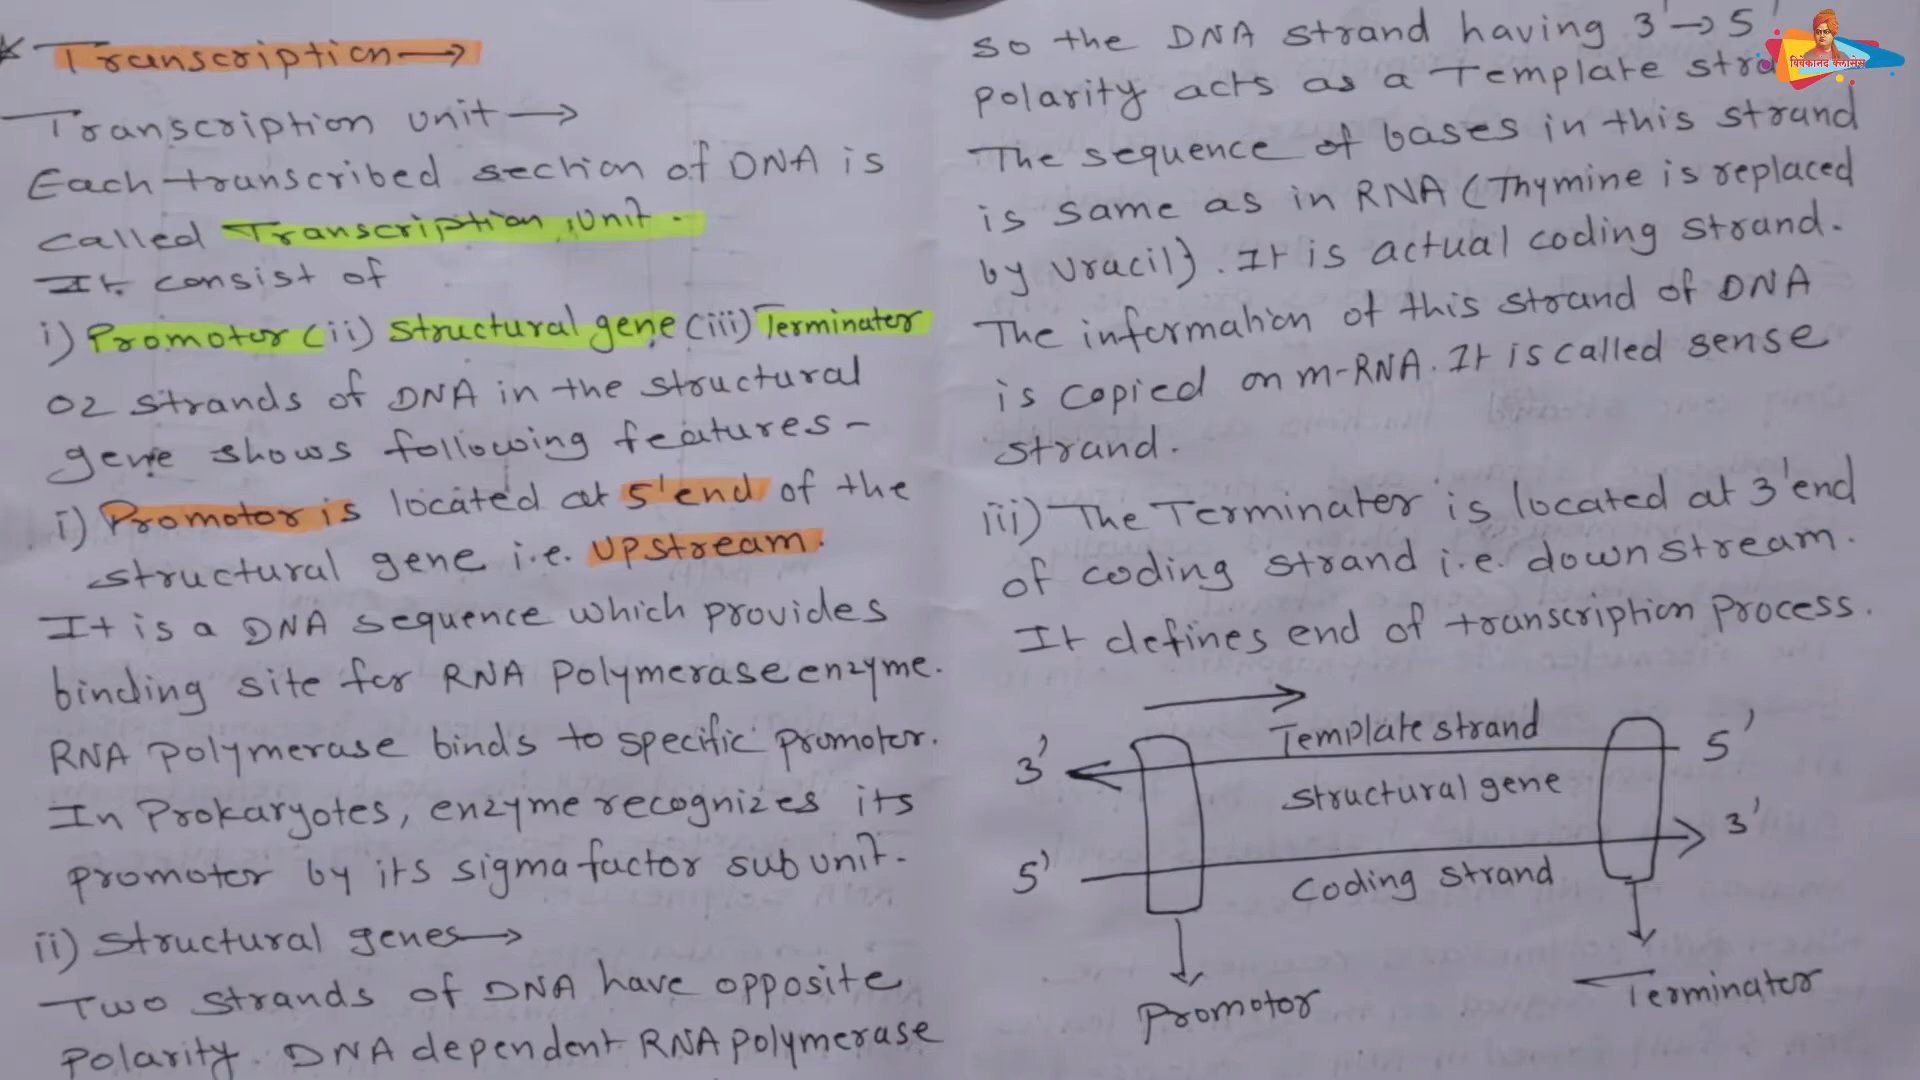 Transcription →
Transcription unit →
Each transcribed section of DNA is
called Transcription unit.
It consist of
i) Promotor (ii) Structural gene (iii) Terminater
02 strands of DNA in the structural
gene shows following features -
i) Promotor is located at 5' end of the
structural gene i.e. upstream.
It is a DNA sequence which provides
binding site for RNA Polymerase enzyme.
RNA Polymerase binds to specific promoter.
In Prokaryotes, enzyme recognizes its
promoter by its sigma factor sub unit.
ii) Structural genes →
Two strands of DNA have opposite
Polarity. DNA dependent RNA polymerase
so the DNA strand having 3' → 5'
polarity acts as a Template stra
The sequence of bases in this strand
is same as in RNA (Thymine is replaced
by Uracil). It is actual coding strand.
The information of this strand of DNA
is copied on m-RNA. It is called sense
strand.
iii) The Terminater is located at 3' end
of coding strand i.e. downstream.
It defines end of transcription process.
3' Template strand 5'
Structural gene
5' Coding strand 3'
Promotor Terminator
विवेकानंद क्लासेस